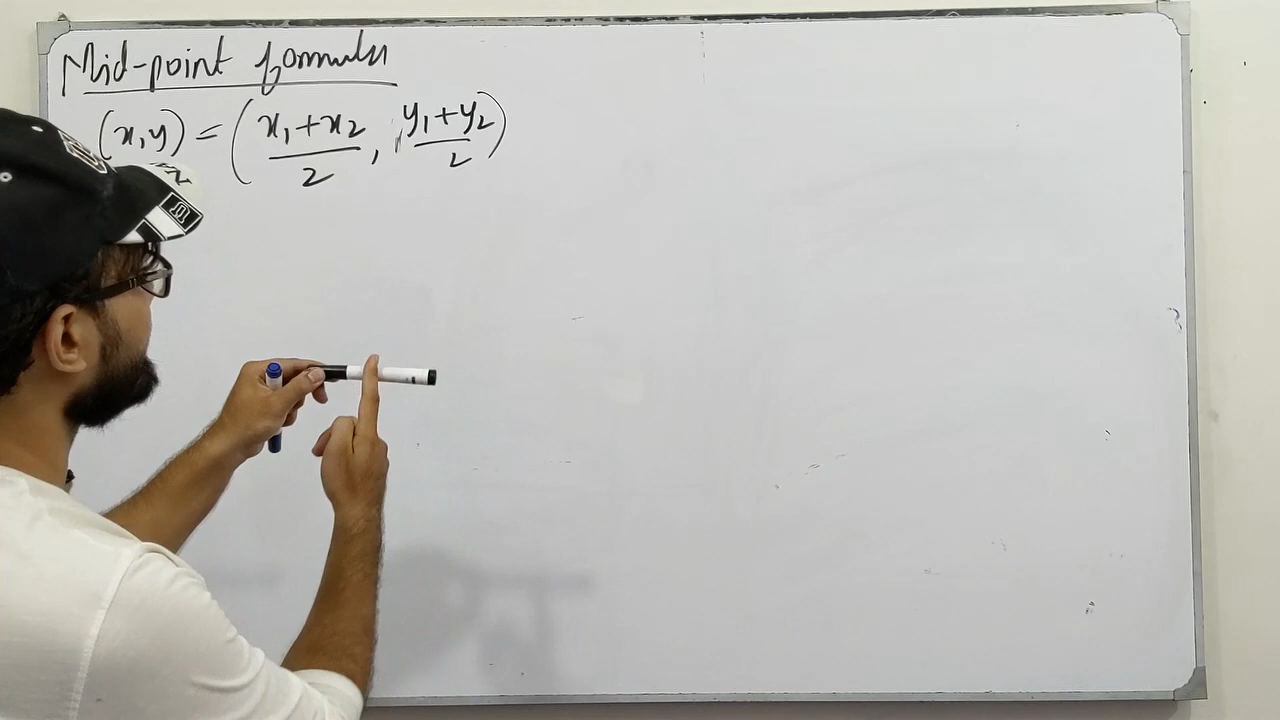 Mid-point formula
(x,y) = (x₁+x₂/2, y₁+y₂/2)